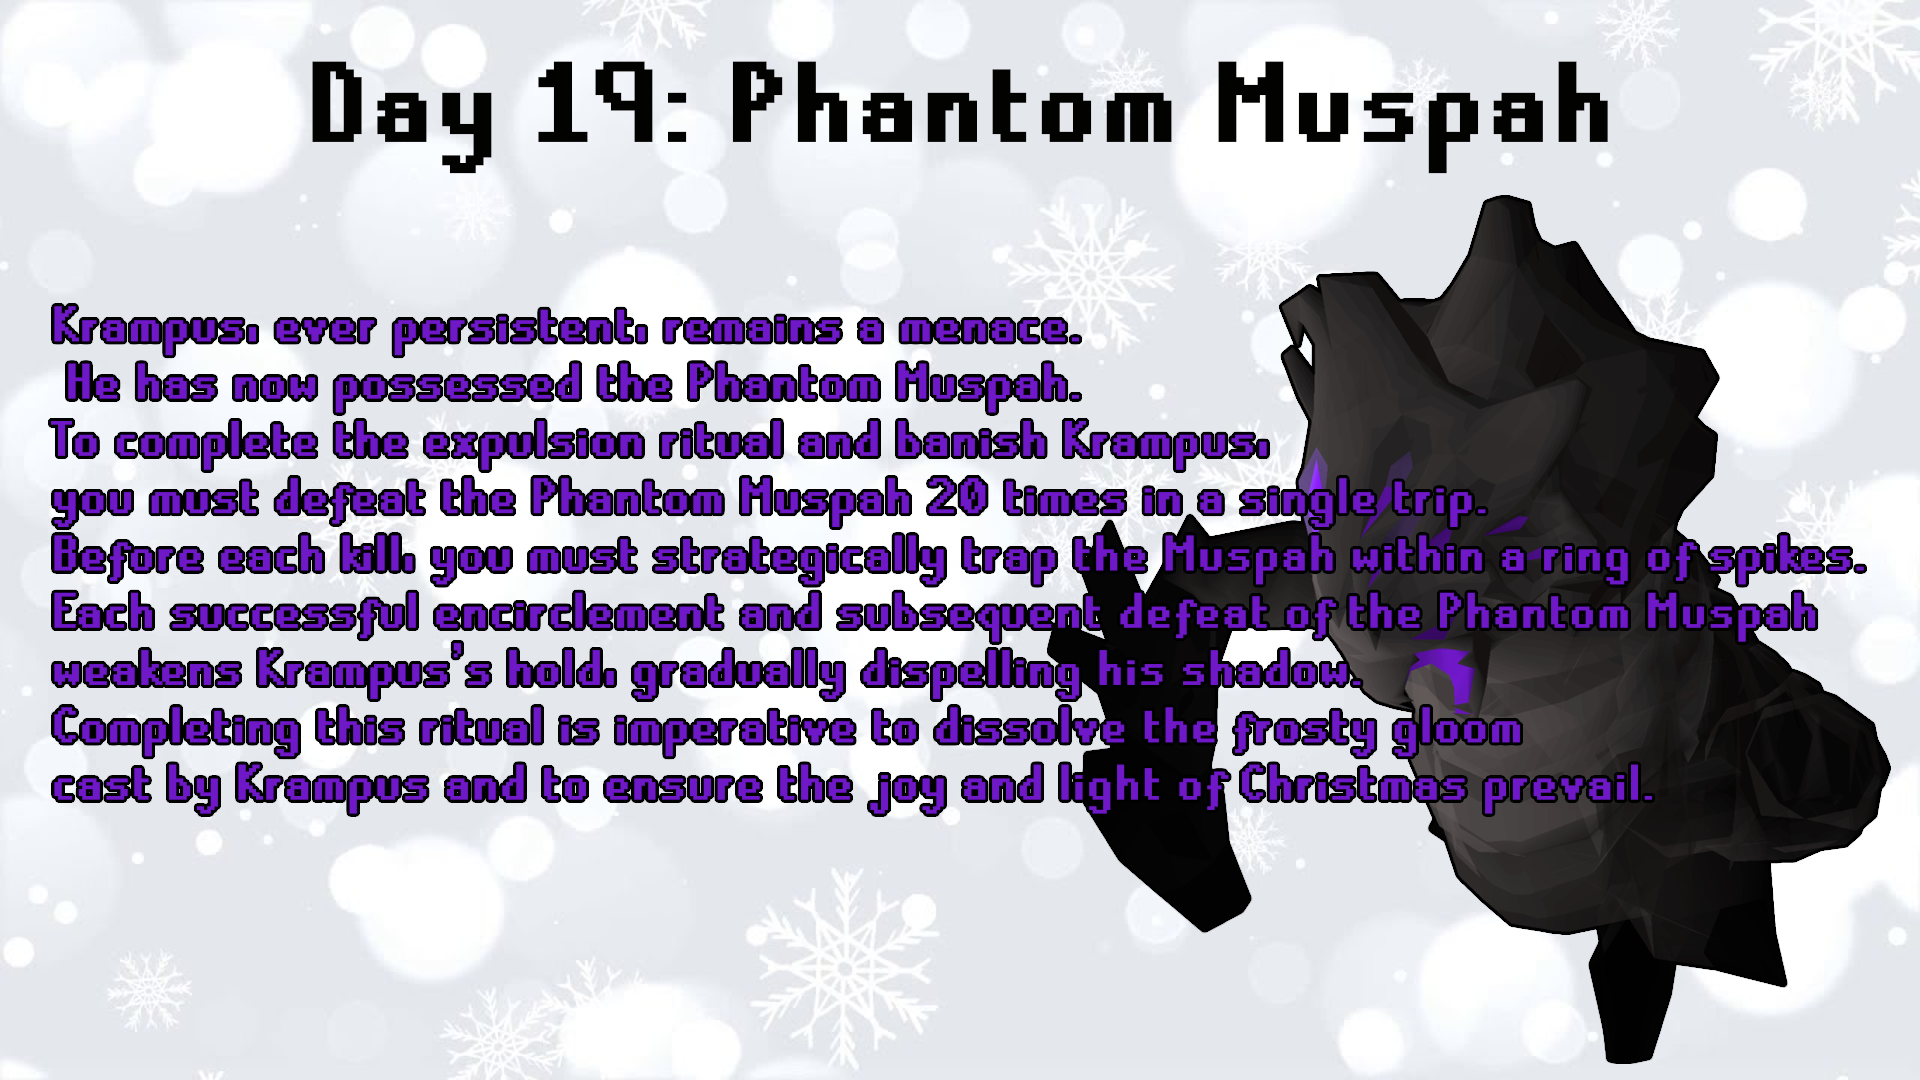 Day 19: Phantom Muspah
Krampus, ever persistent, remains a menace.
He has now possessed the Phantom Muspah.
To complete the expulsion ritual and banish Krampus,
you must defeat the Phantom Muspah 20 times in a single trip.
Before each kill, you must strategically trap the Muspah within a ring of spikes.
Each successful encirclement and subsequent defeat of the Phantom Muspah
weakens Krampus's hold, gradually dispelling his shadow.
Completing this ritual is imperative to dissolve the frosty gloom
cast by Krampus and to ensure the joy and light of Christmas prevail.